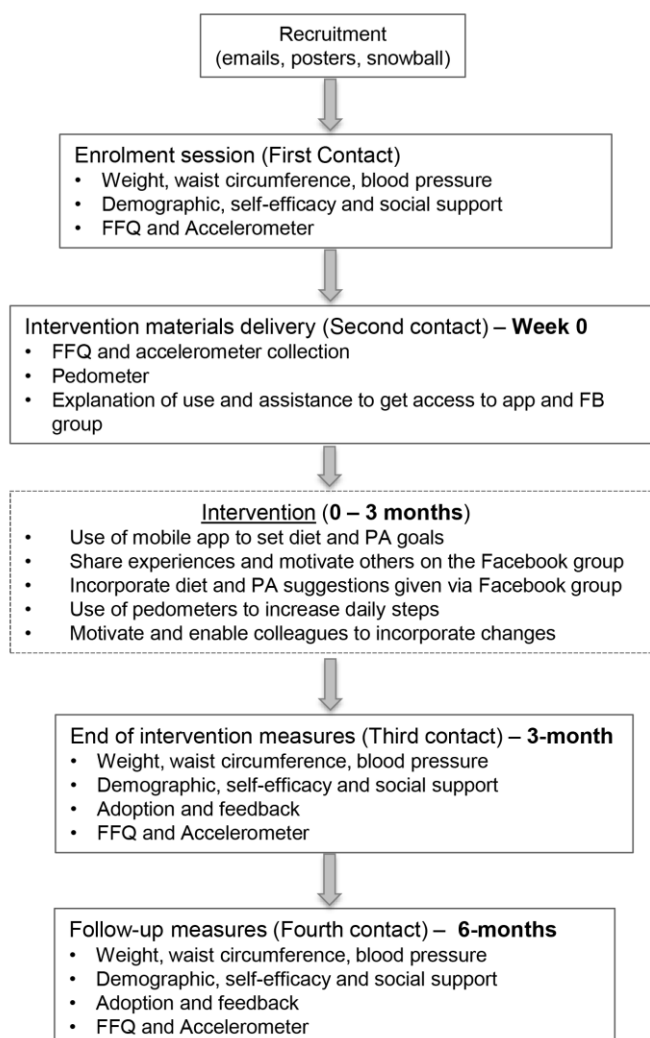 Recruitment
(emails, posters, snowball)
Enrolment session (First Contact)
• Weight, waist circumference, blood pressure
• Demographic, self-efficacy and social support
• FFQ and Accelerometer
Intervention materials delivery (Second contact) – Week 0
• FFQ and accelerometer collection
• Pedometer
• Explanation of use and assistance to get access to app and FB
group
Intervention (0 – 3 months)
• Use of mobile app to set diet and PA goals
• Share experiences and motivate others on the Facebook group
• Incorporate diet and PA suggestions given via Facebook group
• Use of pedometers to increase daily steps
• Motivate and enable colleagues to incorporate changes
End of intervention measures (Third contact) – 3-month
• Weight, waist circumference, blood pressure
• Demographic, self-efficacy and social support
• Adoption and feedback
• FFQ and Accelerometer
Follow-up measures (Fourth contact) – 6-months
• Weight, waist circumference, blood pressure
• Demographic, self-efficacy and social support
• Adoption and feedback
• FFQ and Accelerometer